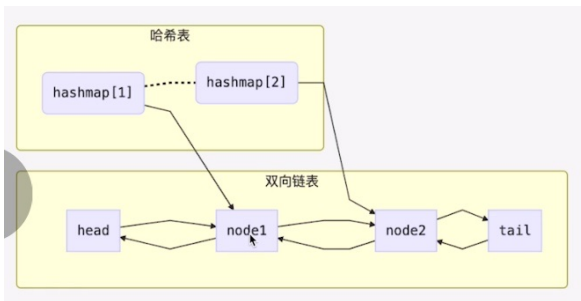 哈希表
hashmap[1]
hashmap[2]
双向链表
head
node1
node2
tail